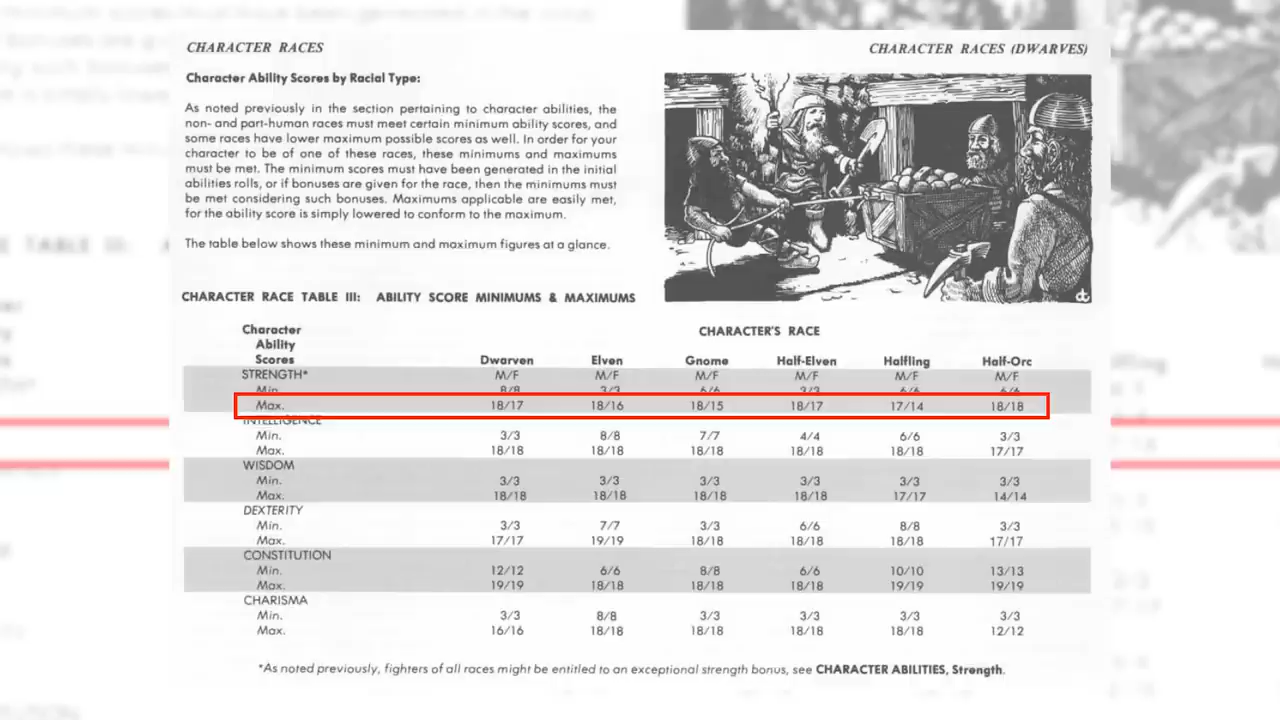 CHARACTER RACES
CHARACTER RACES (DWARVES)
Character Ability Scores by Racial Type:
As noted previously in the section pertaining to character abilities, the
non- and part-human races must meet certain minimum ability scores, and
some races have lower maximum possible scores as well. In order for your
character to be of one of these races, these minimums and maximums
must be met. The minimum scores must have been generated in the initial
abilities rolls, or if bonuses are given for the race, then the minimums must
be met considering such bonuses. Maximums applicable are easily met,
for the ability score is simply lowered to conform to the maximum.
The table below shows these minimum and maximum figures at a glance.
CHARACTER RACE TABLE III: ABILITY SCORE MINIMUMS & MAXIMUMS
Character
Ability
Scores
CHARACTER'S RACE
Dwarven Elven Gnome Half-Elven Halfling Half-Orc
STRENGTH* M/F M/F M/F M/F M/F M/F
Min. 8/8 3/3 6/6 3/3 6/6 6/6
Max. 18/17 18/16 18/15 18/17 17/14 18/18
INTELLIGENCE
Min. 3/3 8/8 7/7 4/4 6/6 3/3
Max. 18/18 18/18 18/18 18/18 18/18 17/17
WISDOM
Min. 3/3 3/3 3/3 3/3 3/3 3/3
Max. 18/18 18/18 18/18 18/18 17/17 14/14
DEXTERITY
Min. 3/3 7/7 3/3 6/6 8/8 3/3
Max. 17/17 19/19 18/18 18/18 18/18 17/17
CONSTITUTION
Min. 12/12 6/6 8/8 6/6 10/10 13/13
Max. 19/19 18/18 18/18 18/18 19/19 19/19
CHARISMA
Min. 3/3 8/8 3/3 3/3 3/3 3/3
Max. 16/16 18/18 18/18 18/18 18/18 12/12
*As noted previously, fighters of all races might be entitled to an exceptional strength bonus, see CHARACTER ABILITIES, Strength.